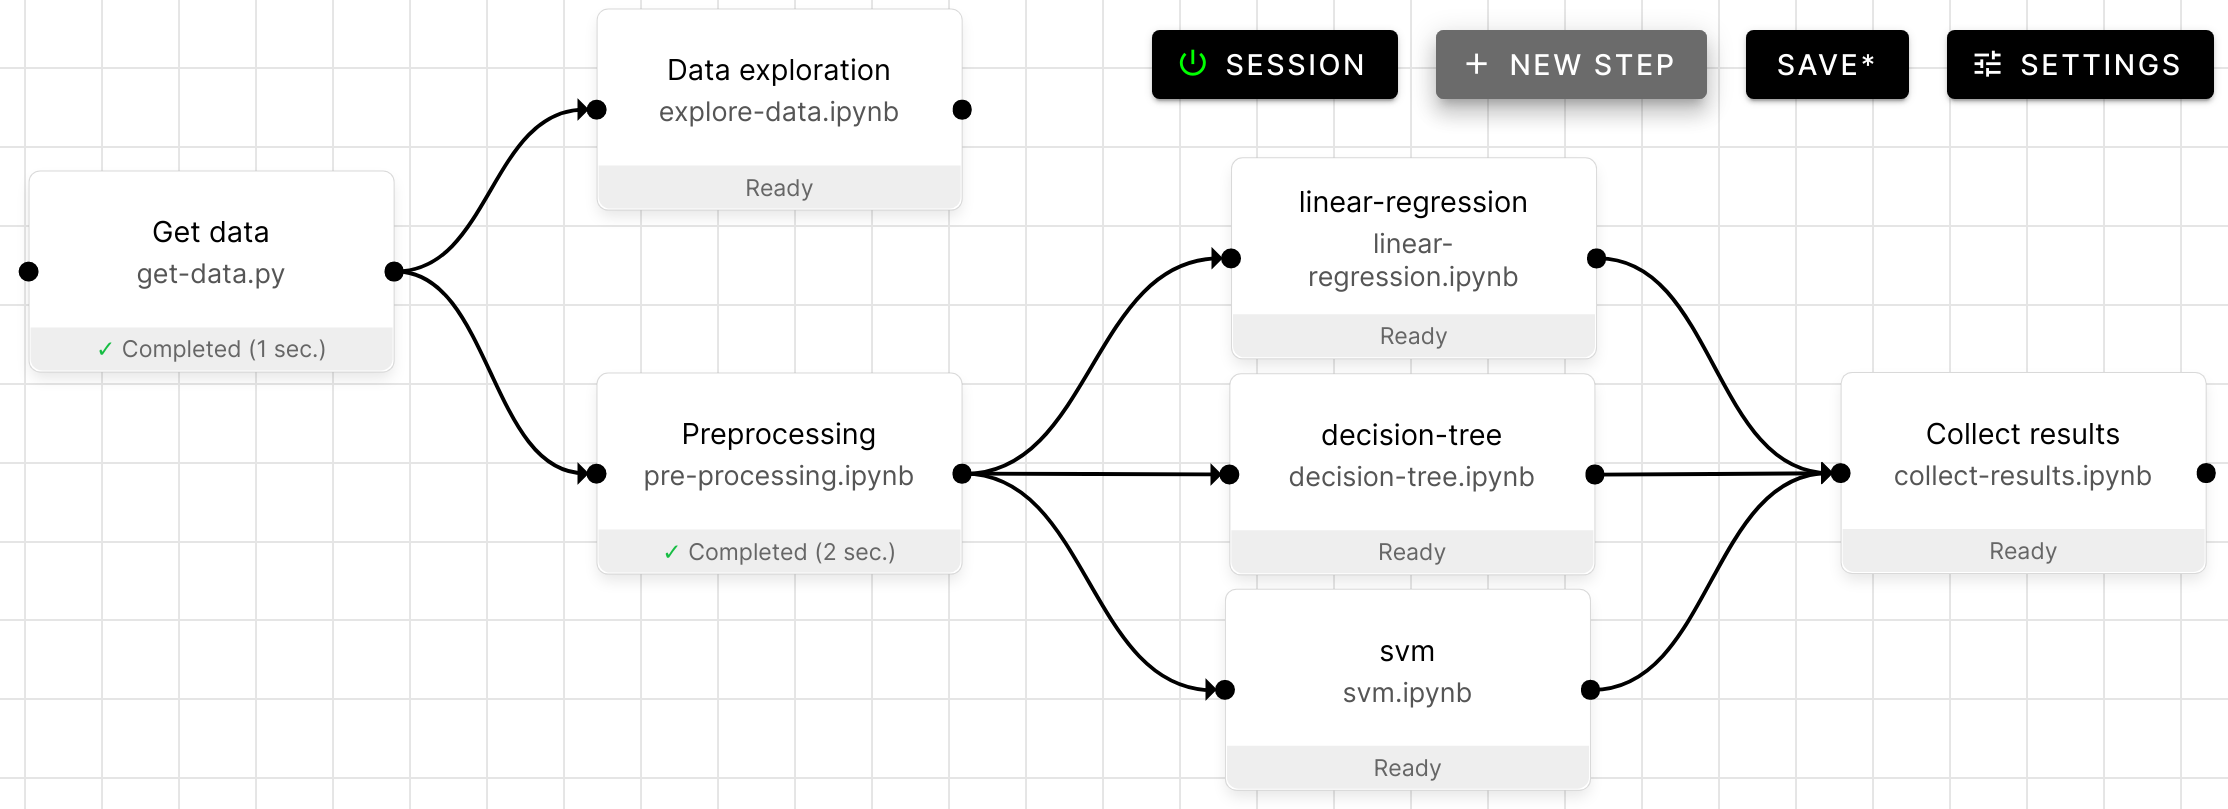 Data exploration
explore-data.ipynb
Ready
SESSION
+ NEW STEP
SAVE*
SETTINGS
Get data
get-data.py
✓ Completed (1 sec.)
Preprocessing
pre-processing.ipynb
✓ Completed (2 sec.)
linear-regression
linear-
regression.ipynb
Ready
decision-tree
decision-tree.ipynb
Ready
svm
svm.ipynb
Ready
Collect results
collect-results.ipynb
Ready